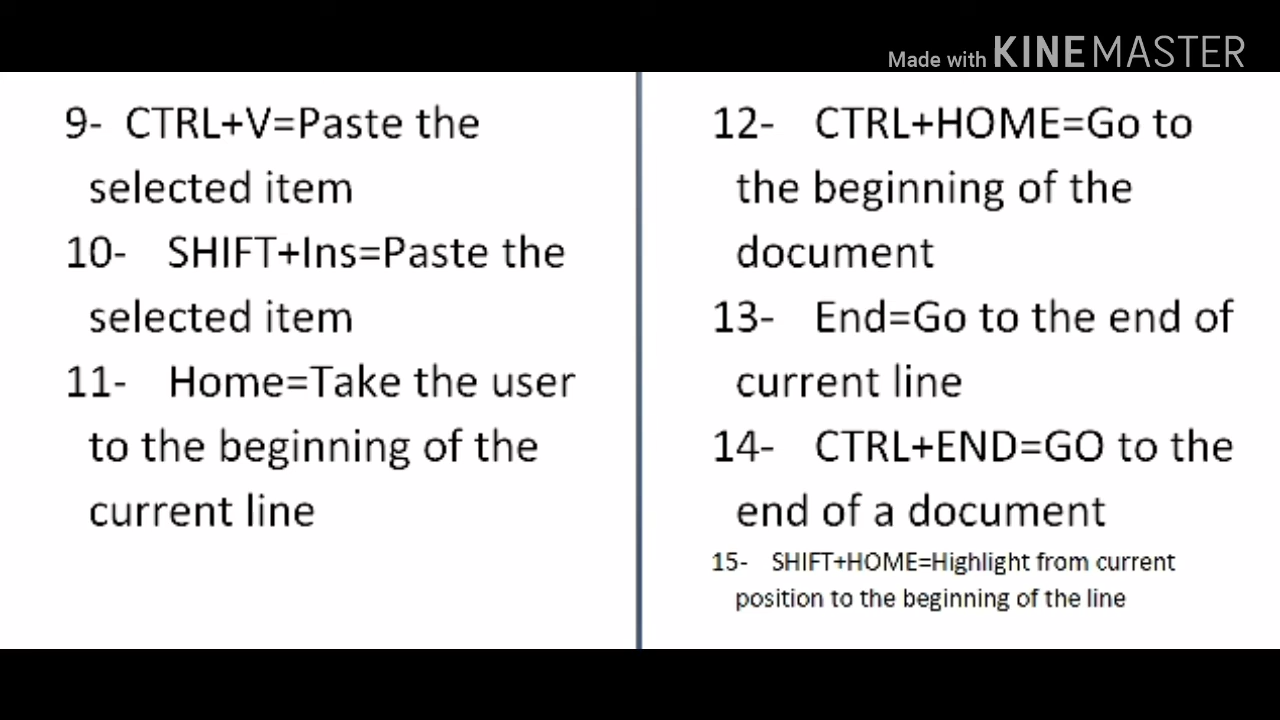 Made with KINEMASTER
9- CTRL+V=Paste the
selected item
10- SHIFT+Ins=Paste the
selected item
11- Home=Take the user
to the beginning of the
current line
12- CTRL+HOME=Go to
the beginning of the
document
13- End=Go to the end of
current line
14- CTRL+END=GO to the
end of a document
15- SHIFT+HOME=Highlight from current
position to the beginning of the line